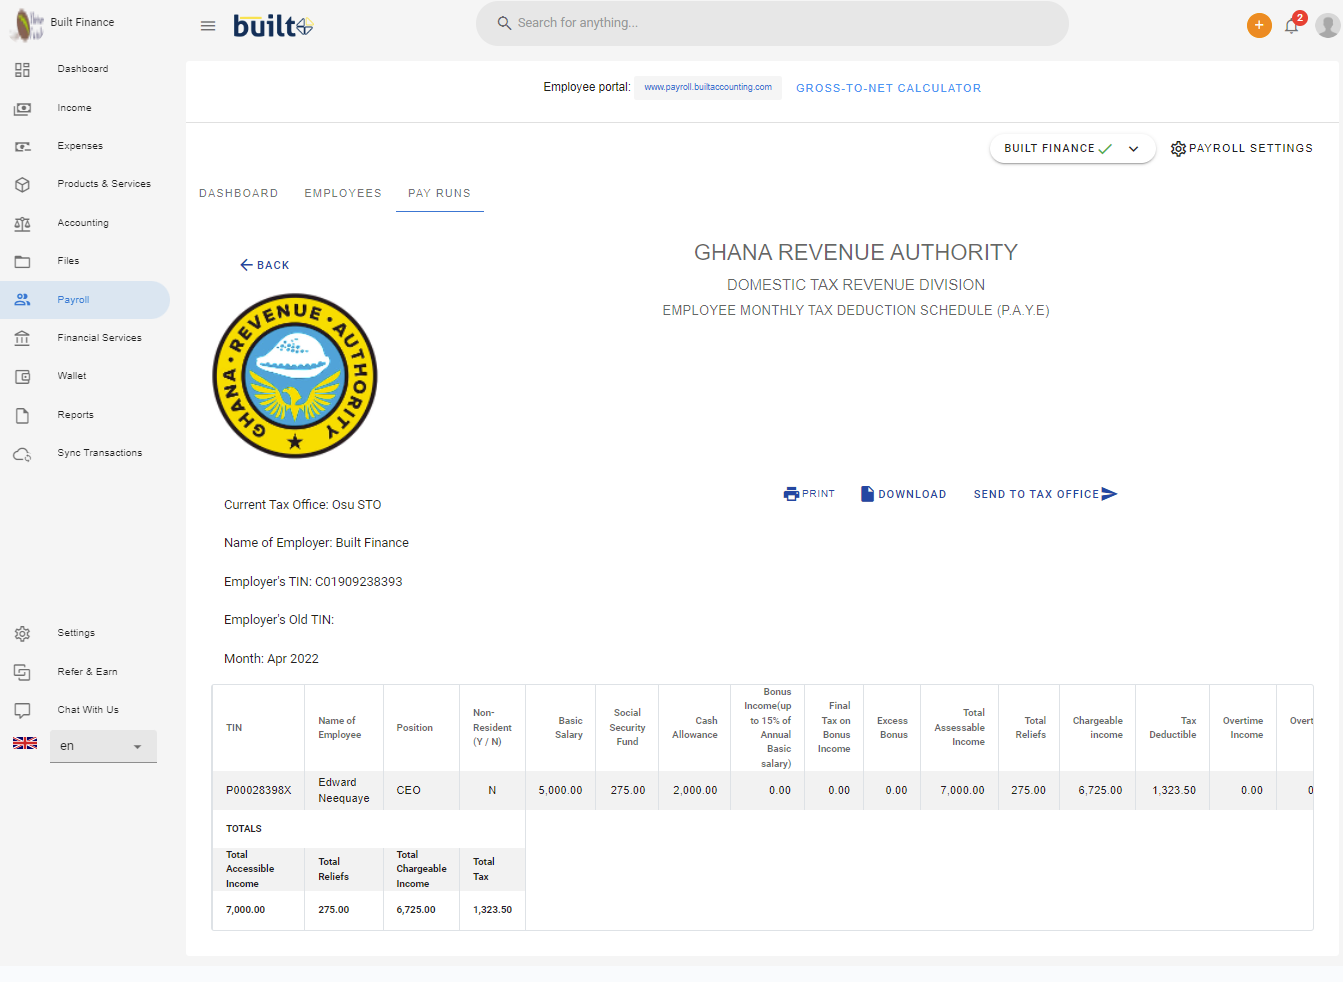 Built Finance
built
Search for anything...
2
Dashboard
Income
Expenses
Products & Services
Accounting
Files
Payroll
Financial Services
Wallet
Reports
Sync Transactions
Settings
Refer & Earn
Chat With Us
en
Employee portal: www.payroll.builtaccounting.com GROSS-TO-NET CALCULATOR
BUILT FINANCE PAYROLL SETTINGS
DASHBOARD EMPLOYEES PAY RUNS
BACK
GHANA REVENUE AUTHORITY
DOMESTIC TAX REVENUE DIVISION
EMPLOYEE MONTHLY TAX DEDUCTION SCHEDULE (P.A.Y.E)
GHANA · REVENUE · AUTHORITY
PRINT DOWNLOAD SEND TO TAX OFFICE
Current Tax Office: Osu STO
Name of Employer: Built Finance
Employer's TIN: C01909238393
Employer's Old TIN:
Month: Apr 2022
TIN
Name of
Employee
Position
Non-
Resident
(Y / N)
Basic
Salary
Social
Security
Fund
Cash
Allowance
Bonus
Income(up
to 15% of
Annual
Basic
salary)
Final
Tax on
Bonus
Income
Excess
Bonus
Total
Assessable
Income
Total
Reliefs
Chargeable
income
Tax
Deductible
Overtime
Income
Overt
P00028398X
Edward
Neequaye
CEO
N
5,000.00
275.00
2,000.00
0.00
0.00
0.00
7,000.00
275.00
6,725.00
1,323.50
0.00
0
TOTALS
Total
Accessible
Income
Total
Reliefs
Total
Chargeable
Income
Total
Tax
7,000.00
275.00
6,725.00
1,323.50